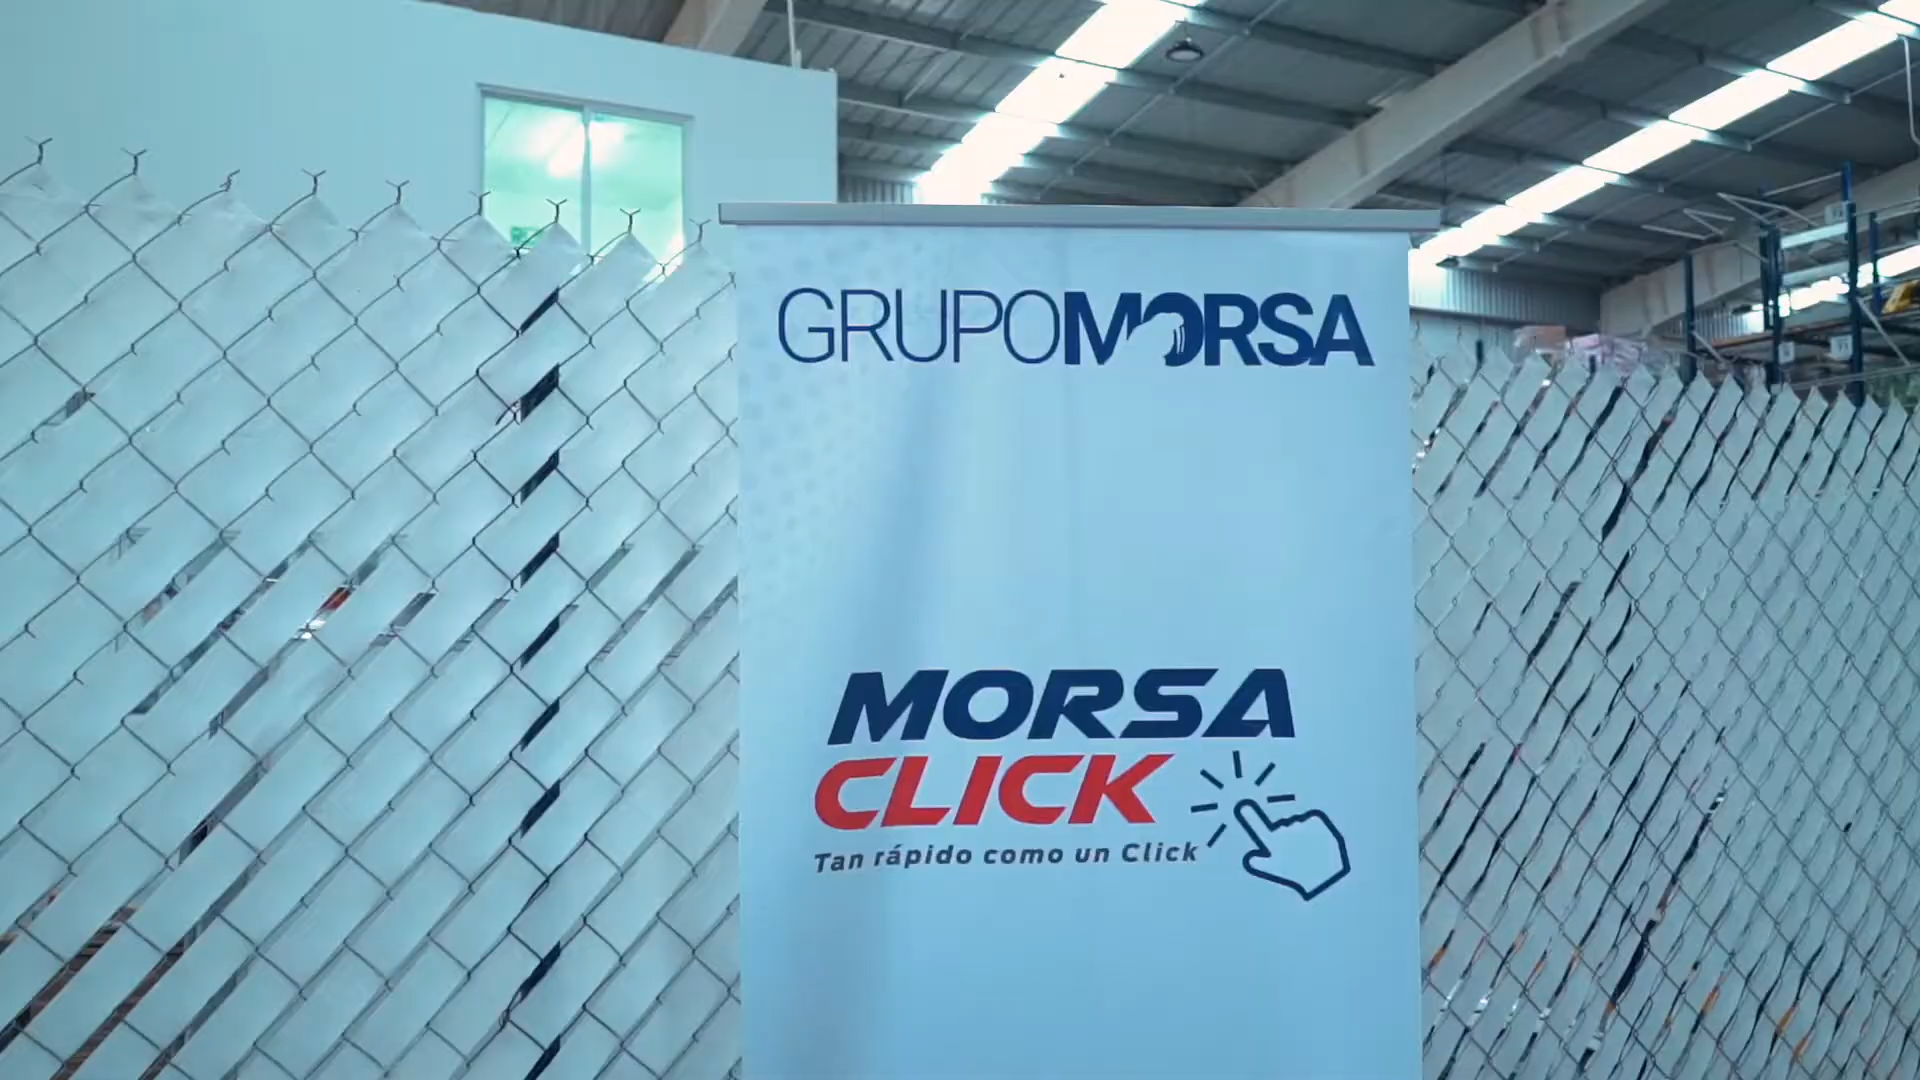 GRUPOMORSA
MORSA
CLICK
Tan rápido como un Click